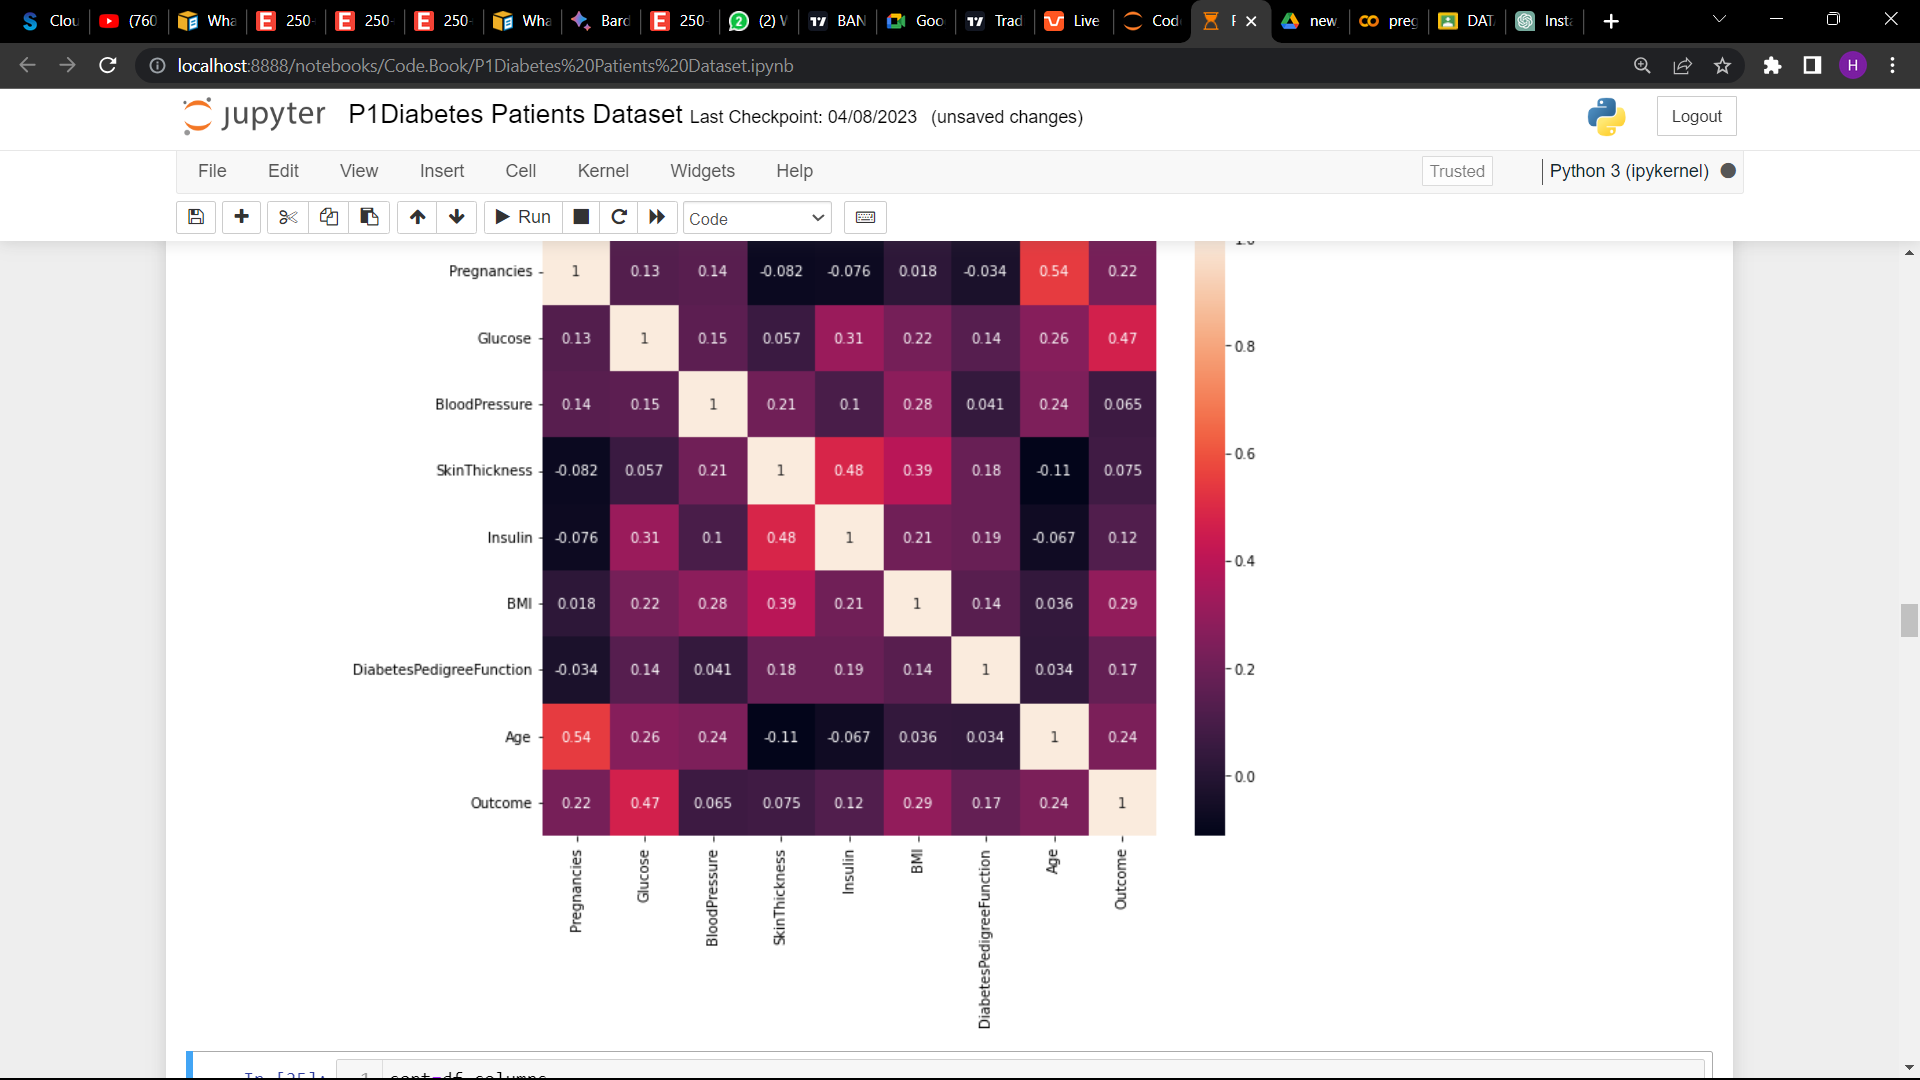 Clou (760 Wha 250- 250- 250- Wha Bard 250- (2) V BAN Goo Trad Live Cod new preg DAT Inst
localhost:8888/notebooks/Code.Book/P1Diabetes%20Patients%20Dataset.ipynb H
jupyter P1Diabetes Patients Dataset Last Checkpoint: 04/08/2023 (unsaved changes) Logout
File Edit View Insert Cell Kernel Widgets Help Trusted Python 3 (ipykernel)
Run Code
1.0
Pregnancies 1 0.13 0.14 -0.082 -0.076 0.018 -0.034 0.54 0.22
Glucose 0.13 1 0.15 0.057 0.31 0.22 0.14 0.26 0.47
0.8
BloodPressure 0.14 0.15 1 0.21 0.1 0.28 0.041 0.24 0.065
0.6
SkinThickness -0.082 0.057 0.21 1 0.48 0.39 0.18 -0.11 0.075
Insulin -0.076 0.31 0.1 0.48 1 0.21 0.19 -0.067 0.12
0.4
BMI 0.018 0.22 0.28 0.39 0.21 1 0.14 0.036 0.29
DiabetesPedigreeFunction -0.034 0.14 0.041 0.18 0.19 0.14 1 0.034 0.17
0.2
Age 0.54 0.26 0.24 -0.11 -0.067 0.036 0.034 1 0.24
0.0
Outcome 0.22 0.47 0.065 0.075 0.12 0.29 0.17 0.24 1
Pregnancies
Glucose
BloodPressure
SkinThickness
Insulin
BMI
DiabetesPedigreeFunction
Age
Outcome
In [25]: 1